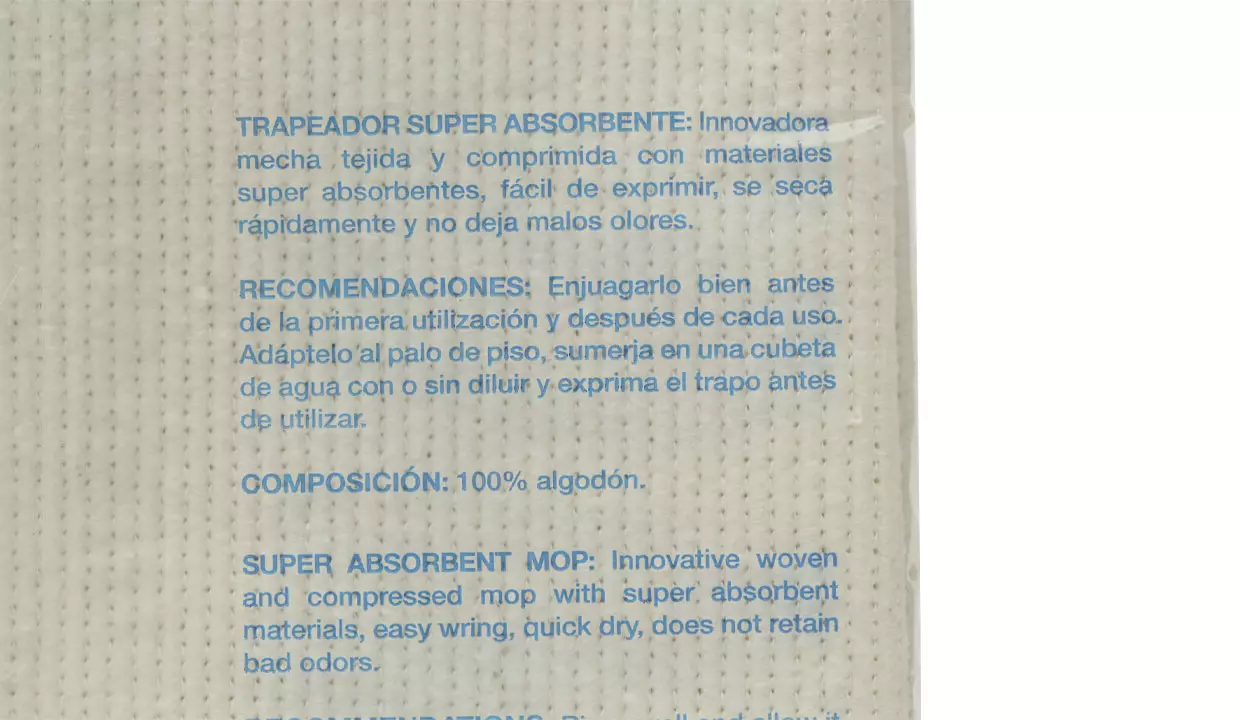 TRAPEADOR SUPER ABSORBENTE: Innovadora
mecha tejida y comprimida con materiales
super absorbentes, fácil de exprimir, se seca
rápidamente y no deja malos olores.
RECOMENDACIONES: Enjuagarlo bien antes
de la primera utilización y después de cada uso.
Adáptelo al palo de piso, sumerja en una cubeta
de agua con o sin diluir y exprima el trapo antes
de utilizar.
COMPOSICIÓN: 100% algodón.
SUPER ABSORBENT MOP: Innovative woven
and compressed mop with super absorbent
materials, easy wring, quick dry, does not retain
bad odors.